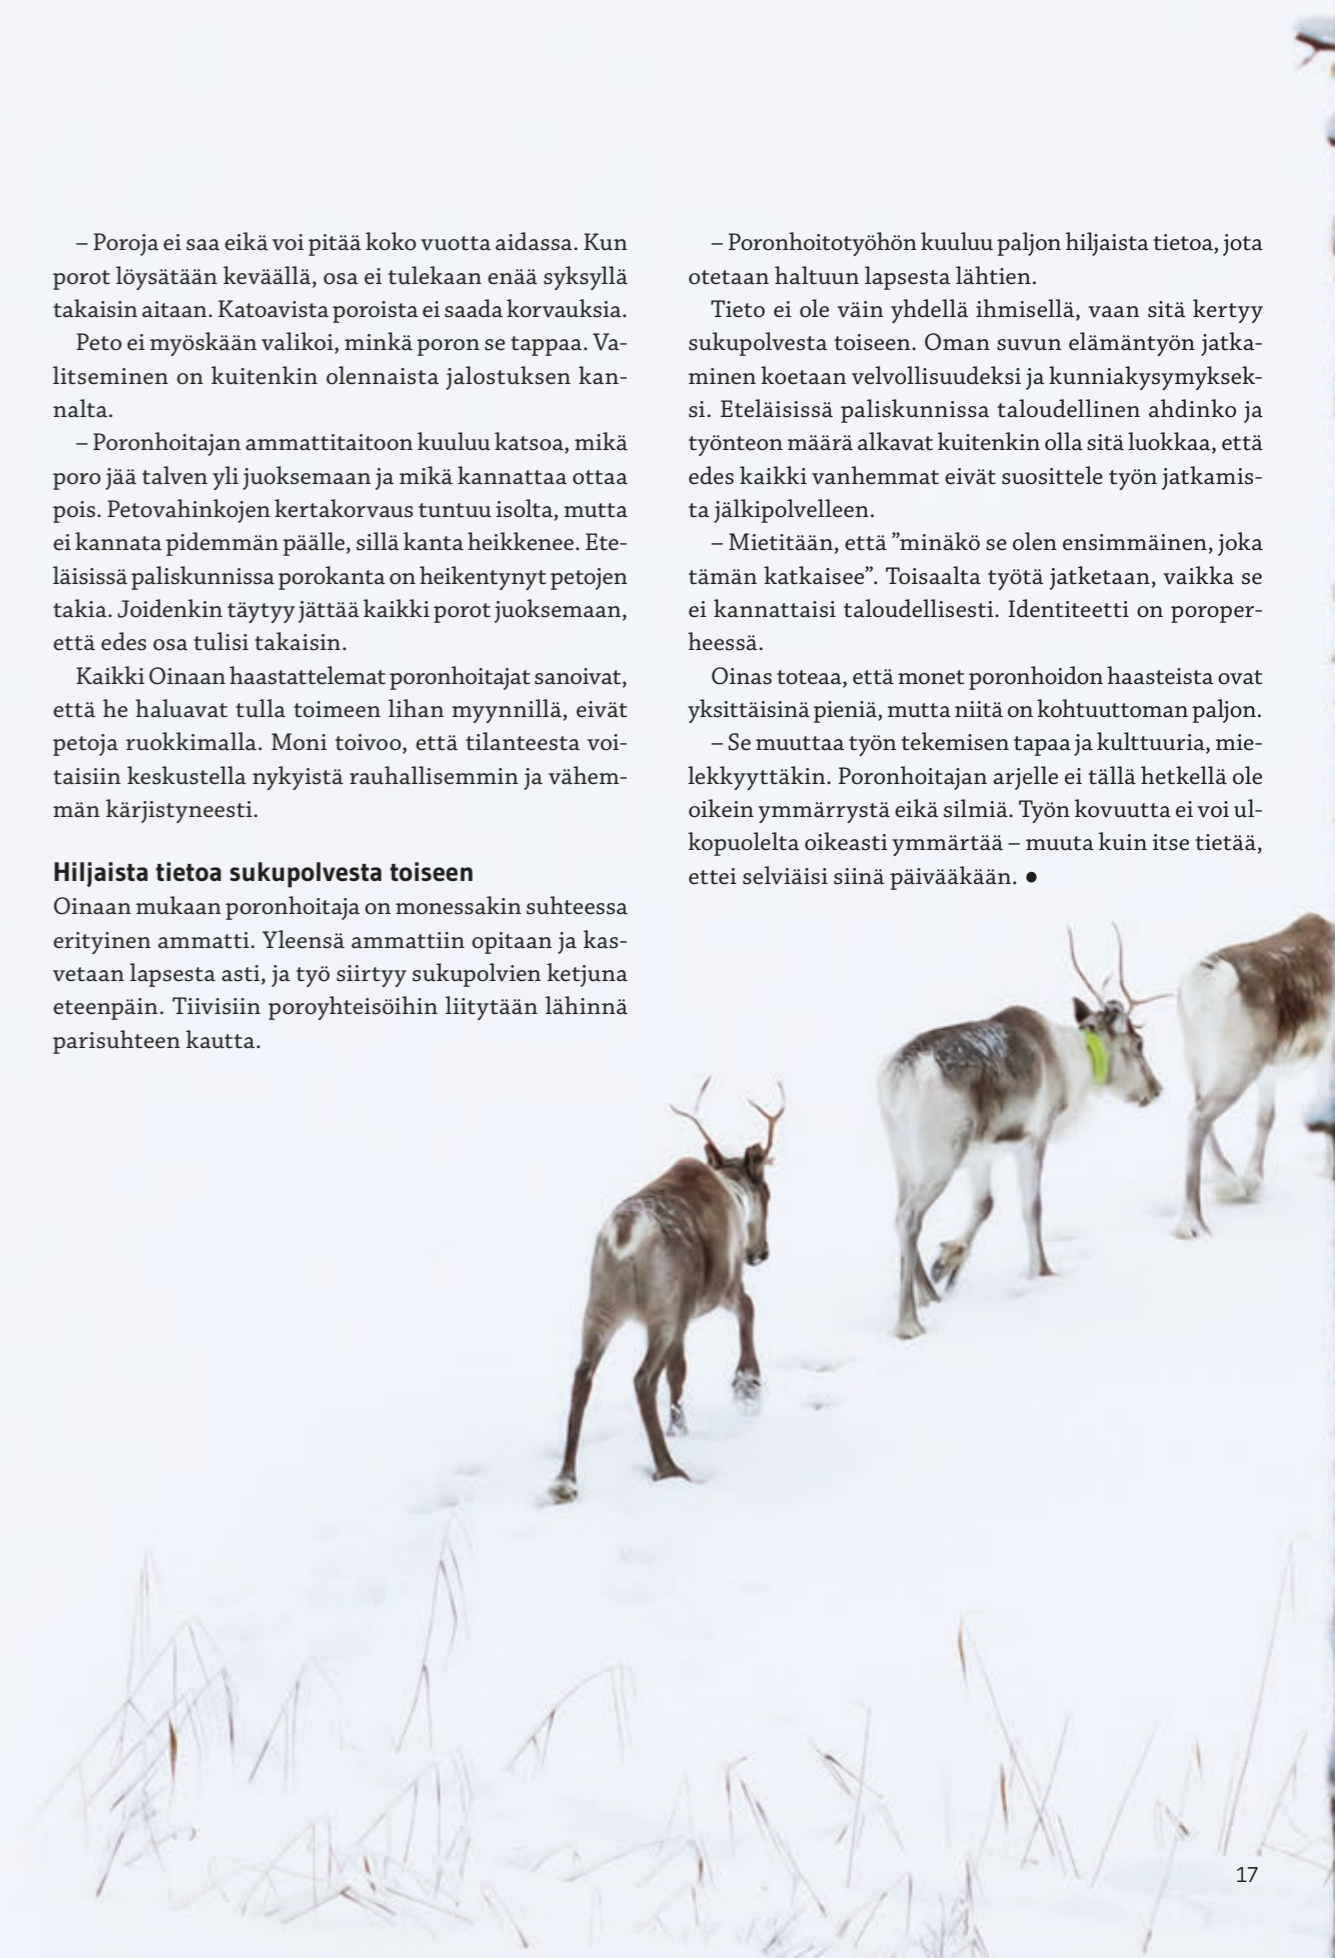 – Poroja ei saa eikä voi pitää koko vuotta aidassa. Kun
porot löysätään keväällä, osa ei tulekaan enää syksyllä
takaisin aitaan. Katoavista poroista ei saada korvauksia.
Peto ei myöskään valikoi, minkä poron se tappaa. Va-
litseminen on kuitenkin olennaista jalostuksen kan-
nalta.
– Poronhoitajan ammattitaitoon kuuluu katsoa, mikä
poro jää talven yli juoksemaan ja mikä kannattaa ottaa
pois. Petovahinkojen kertakorvaus tuntuu isolta, mutta
ei kannata pidemmän päälle, sillä kanta heikkenee. Ete-
läisissä paliskunnissa porokanta on heikentynyt petojen
takia. Joidenkin täytyy jättää kaikki porot juoksemaan,
että edes osa tulisi takaisin.
Kaikki Oinaan haastattelemat poronhoitajat sanoivat,
että he haluavat tulla toimeen lihan myynnillä, eivät
petoja ruokkimalla. Moni toivoo, että tilanteesta voi-
taisiin keskustella nykyistä rauhallisemmin ja vähem-
män kärjistyneesti.
Hiljaista tietoa sukupolvesta toiseen
Oinaan mukaan poronhoitaja on monessakin suhteessa
erityinen ammatti. Yleensä ammattiin opitaan ja kas-
vetaan lapsesta asti, ja työ siirtyy sukupolvien ketjuna
eteenpäin. Tiivisiin poroyhteisöihin liitytään lähinnä
parisuhteen kautta.
– Poronhoitotyöhön kuuluu paljon hiljaista tietoa, jota
otetaan haltuun lapsesta lähtien.
Tieto ei ole väin yhdellä ihmisellä, vaan sitä kertyy
sukupolvesta toiseen. Oman suvun elämäntyön jatka-
minen koetaan velvollisuudeksi ja kunniakysymyksek-
si. Eteläisissä paliskunnissa taloudellinen ahdinko ja
työnteon määrä alkavat kuitenkin olla sitä luokkaa, että
edes kaikki vanhemmat eivät suosittele työn jatkamis-
ta jälkipolvelleen.
– Mietitään, että ”minäkö se olen ensimmäinen, joka
tämän katkaisee”. Toisaalta työtä jatketaan, vaikka se
ei kannattaisi taloudellisesti. Identiteetti on poroper-
heessä.
Oinas toteaa, että monet poronhoidon haasteista ovat
yksittäisinä pieniä, mutta niitä on kohtuuttoman paljon.
– Se muuttaa työn tekemisen tapaa ja kulttuuria, mie-
lekkyyttäkin. Poronhoitajan arjelle ei tällä hetkellä ole
oikein ymmärrystä eikä silmiä. Työn kovuutta ei voi ul-
kopuolelta oikeasti ymmärtää – muuta kuin itse tietää,
ettei selviäisi siinä päivääkään. ●
17